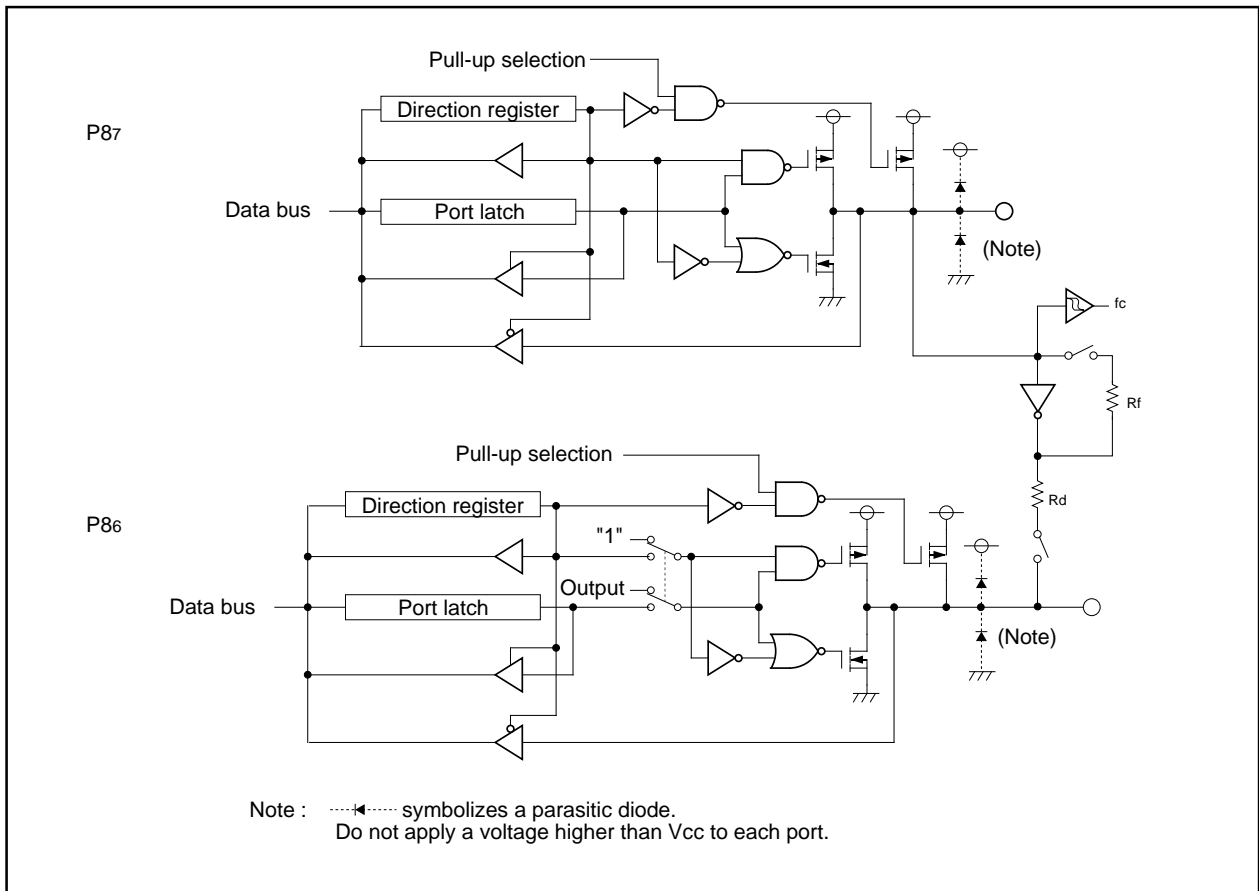 Pull-up selection
Direction register
P87
Data bus
Port latch
(Note)
fc
Rf
Pull-up selection
Direction register
Rd
P86
"1"
Output
Data bus
Port latch
(Note)
Note : symbolizes a parasitic diode.
Do not apply a voltage higher than Vcc to each port.